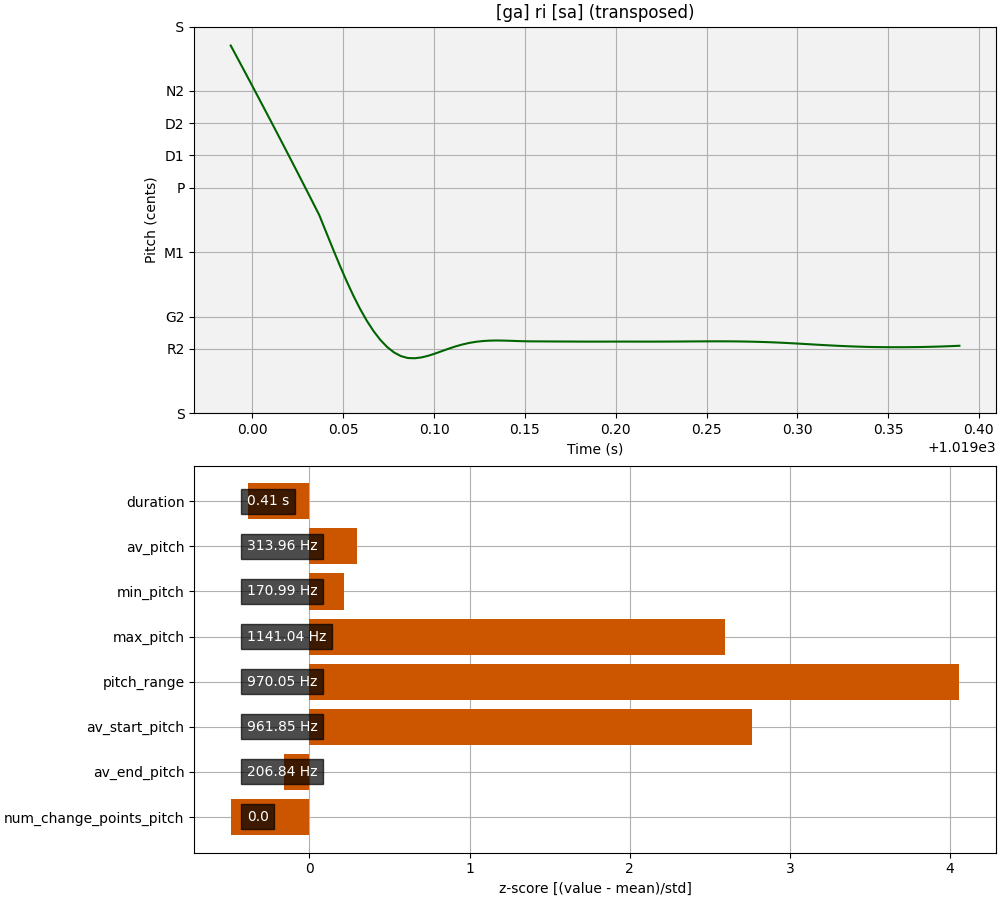 [ga] ri [sa] (transposed)
S
N2
D2
D1
P
M1
G2
R2
S
Pitch (cents)
0.00 0.05 0.10 0.15 0.20 0.25 0.30 0.35 0.40
Time (s)
+1.019e3
duration 0.41 s
av_pitch 313.96 Hz
min_pitch 170.99 Hz
max_pitch 1141.04 Hz
pitch_range 970.05 Hz
av_start_pitch 961.85 Hz
av_end_pitch 206.84 Hz
num_change_points_pitch 0.0
0 1 2 3 4
z-score [(value - mean)/std]